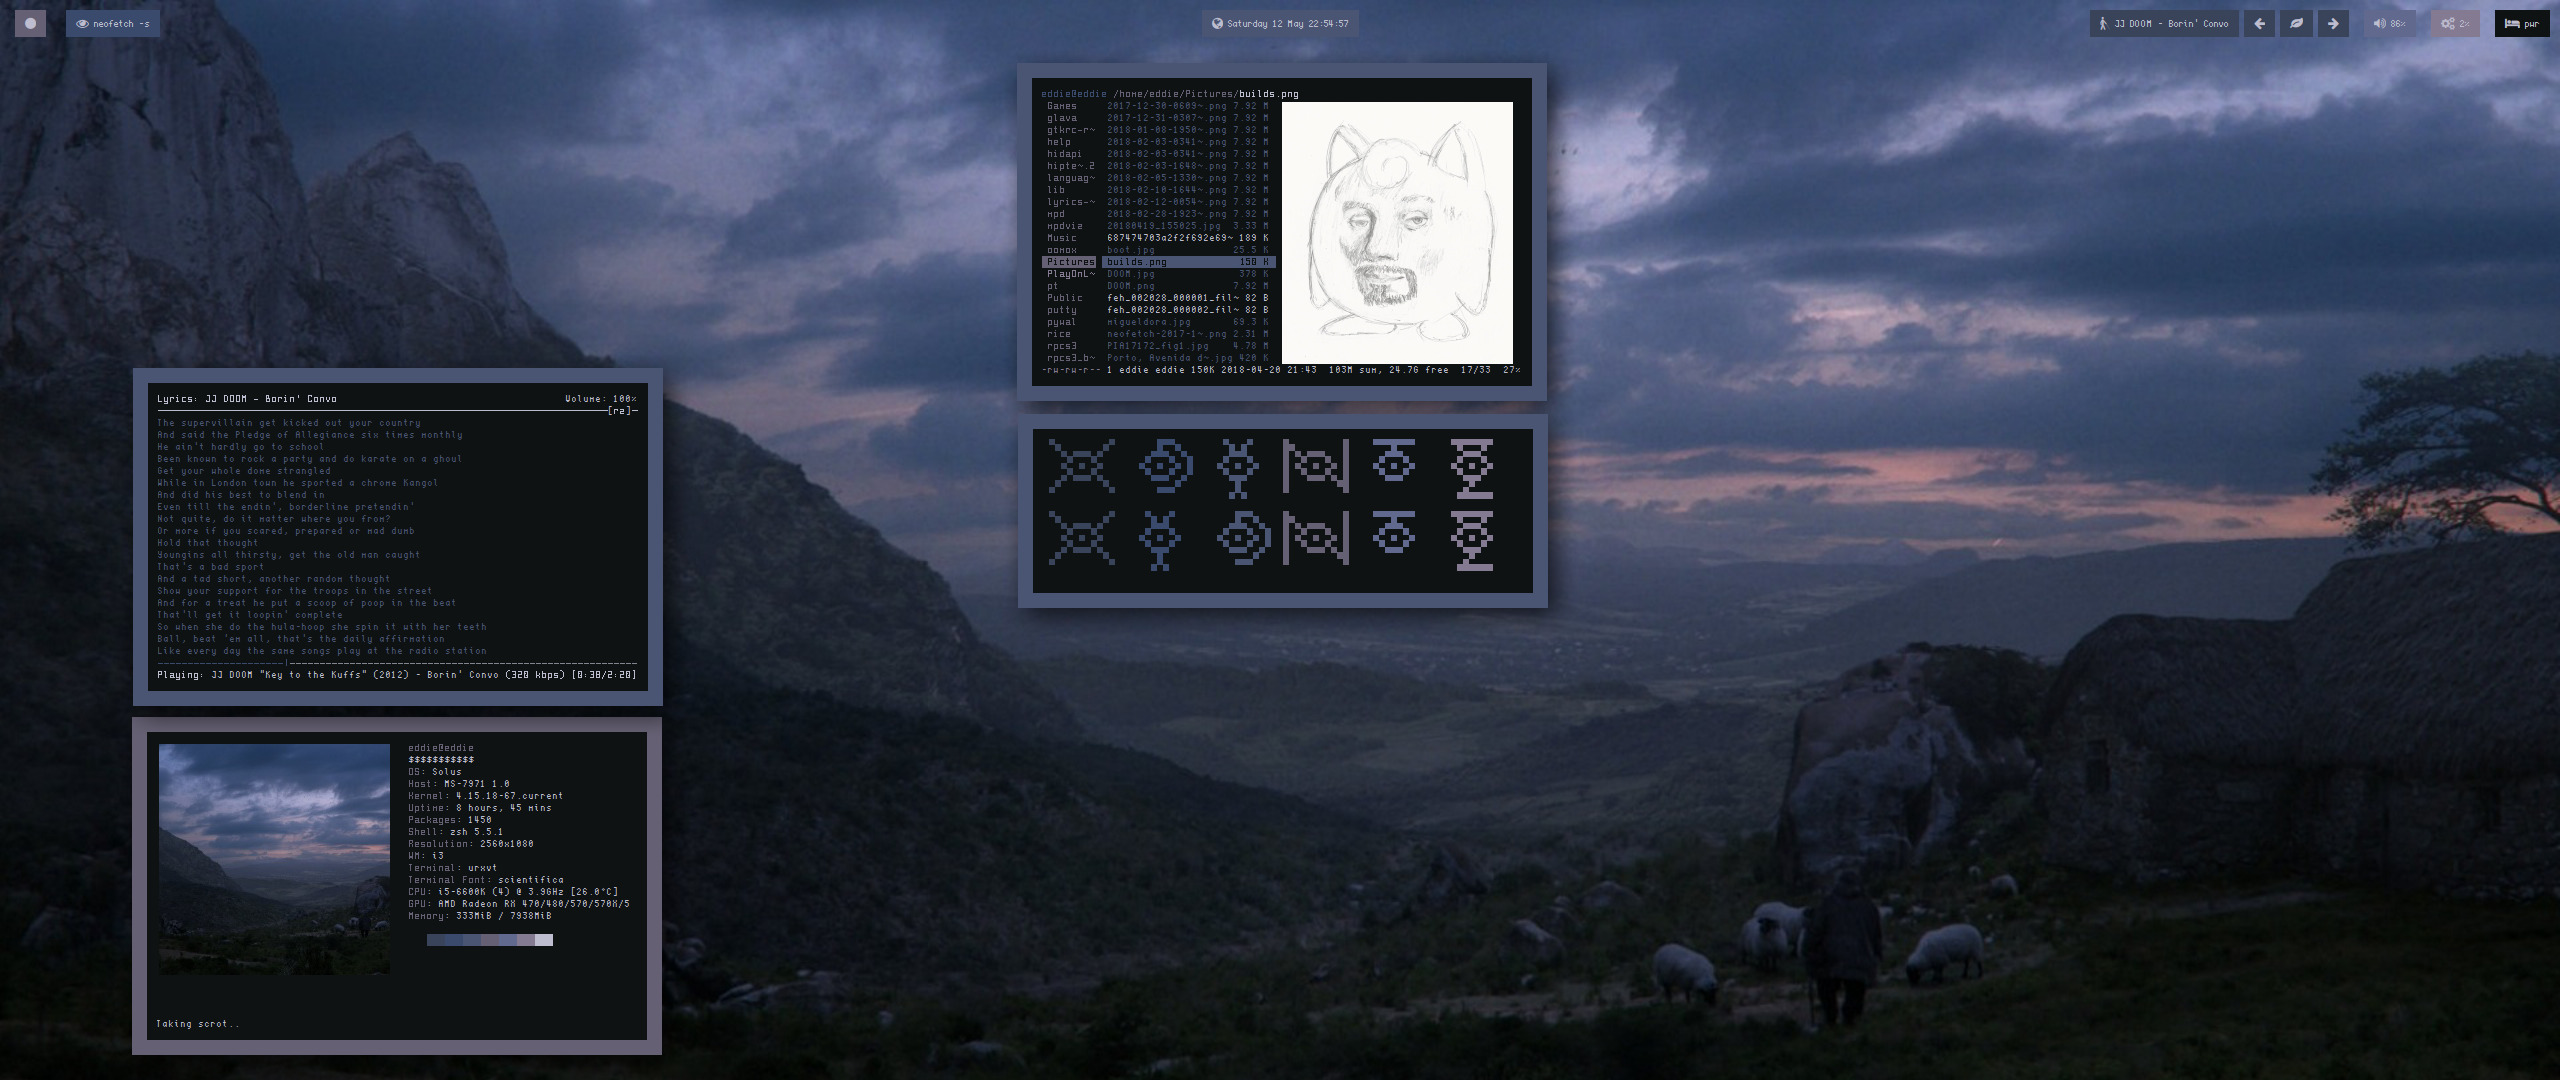 neofetch -s
Saturday 12 May 22:54:57
JJ DOOM - Borin' Convo
86%
2%
pwr
eddie@eddie /home/eddie/Pictures/builds.png
Games 2017-12-30-0609~.png 7.92 M
glava 2017-12-31-0307~.png 7.92 M
gtkrc-r~ 2018-01-08-1950~.png 7.92 M
help 2018-02-03-0341~.png 7.92 M
hidapi 2018-02-03-0341~.png 7.92 M
hipte~.2 2018-02-03-1648~.png 7.92 M
languag~ 2018-02-05-1330~.png 7.92 M
lib 2018-02-10-1644~.png 7.92 M
lyrics-~ 2018-02-12-0054~.png 7.92 M
mpd 2018-02-28-1923~.png 7.92 M
mpdviz 20180419_155025.jpg 3.33 M
Music 687474703a2f2f692e69~ 189 K
oomox boot.jpg 25.5 K
Pictures builds.png 150 K
PlayOnL~ DOOM.jpg 378 K
pt DOOM.png 7.92 M
Public feh_002028_000001_fil~ 82 B
putty feh_002028_000002_fil~ 82 B
pywal migueldora.jpg 69.3 K
rice neofetch-2017-1~.png 2.31 M
rpcs3 PIA17172_fig1.jpg 4.78 M
rpcs3_b~ Porto, Avenida d~.jpg 420 K
-rw-rw-r-- 1 eddie eddie 150K 2018-04-20 21:43 103M sum, 24.7G free 17/33 27%
Lyrics: JJ DOOM - Borin' Convo Volume: 100%
[rz]
The supervillain get kicked out your country
And said the Pledge of Allegiance six times monthly
He ain't hardly go to school
Been known to rock a party and do karate on a ghoul
Get your whole dome strangled
While in London town he sported a chrome Kangol
And did his best to blend in
Even till the endin', borderline pretendin'
Not quite, do it matter where you from?
Or more if you scared, prepared or mad dumb
Hold that thought
Youngins all thirsty, get the old man caught
That's a bad sport
And a tad short, another random thought
Show your support for the troops in the street
And for a treat he put a scoop of poop in the beat
That'll get it loopin' complete
So when she do the hula-hoop she spin it with her teeth
Ball, beat 'em all, that's the daily affirmation
Like every day the same songs play at the radio station
Playing: JJ DOOM "Key to the Kuffs" (2012) - Borin' Convo (320 kbps) [0:38/2:20]
eddie@eddie
$$$$$$$$$$$
OS: Solus
Host: MS-7971 1.0
Kernel: 4.15.18-67.current
Uptime: 8 hours, 45 mins
Packages: 1450
Shell: zsh 5.5.1
Resolution: 2560x1080
WM: i3
Terminal: urxvt
Terminal Font: scientifica
CPU: i5-6600K (4) @ 3.9GHz [26.0°C]
GPU: AMD Radeon RX 470/480/570/570X/5
Memory: 333MiB / 7938MiB
Taking scrot..